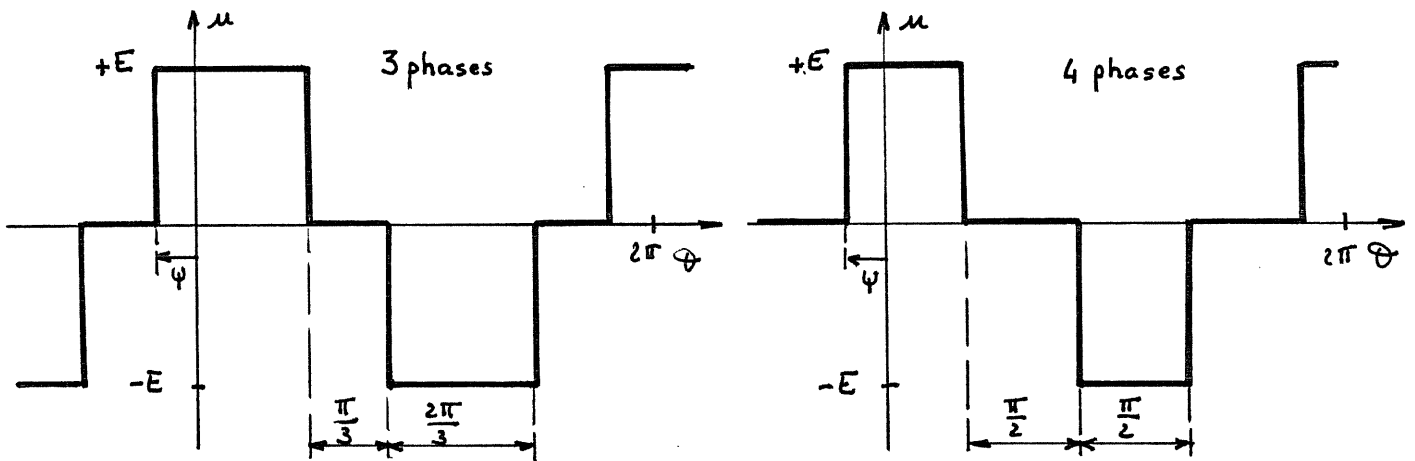 u
+E
3 phases
2π θ
ψ
-E
π/3
2π/3
u
+E
4 phases
2π θ
ψ
-E
π/2
π/2